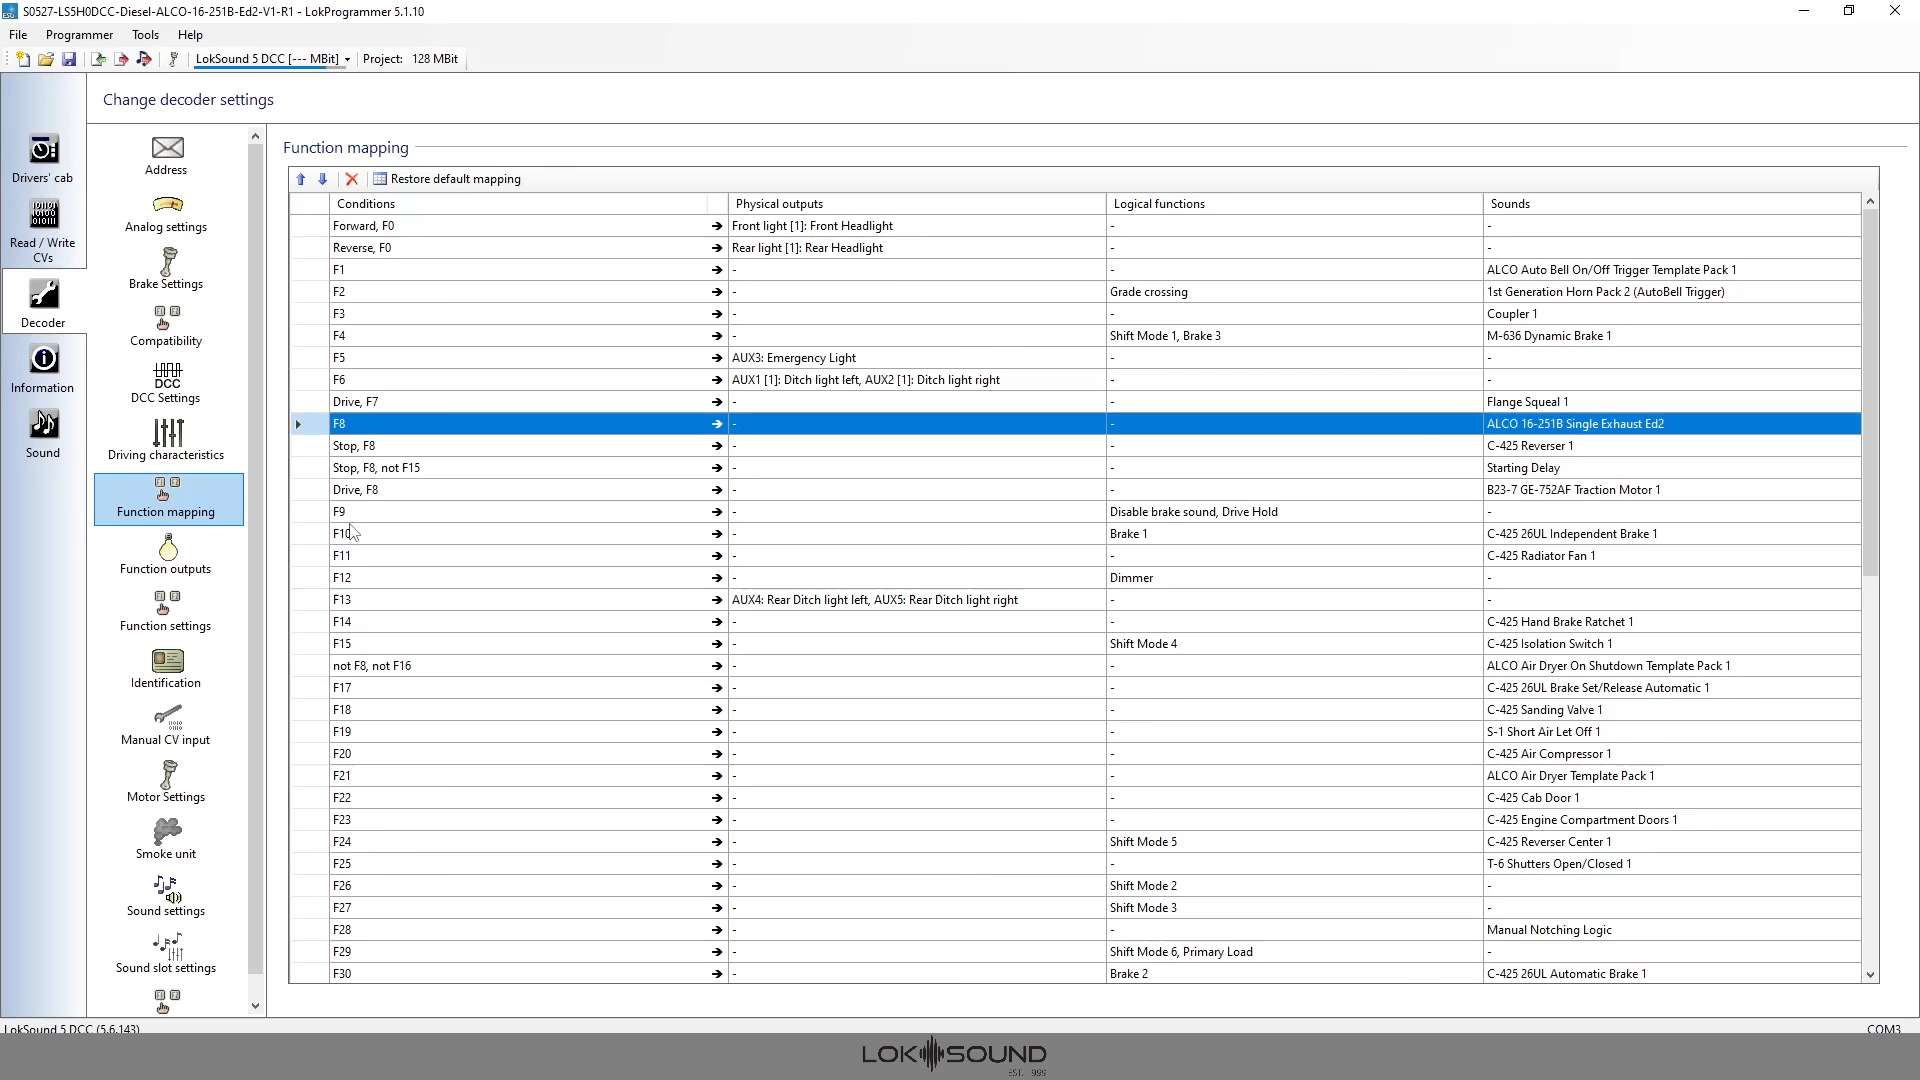 S0527-LS5H0DCC-Diesel-ALCO-16-251B-Ed2-V1-R1 - LokProgrammer 5.1.10
File Programmer Tools Help
LokSound 5 DCC [--- MBit] Project: 128 MBit
Change decoder settings
Drivers' cab
Read / Write
CVs
Decoder
Information
Sound
Address
Analog settings
Brake Settings
Compatibility
DCC
DCC Settings
Driving characteristics
Function mapping
Function outputs
Function settings
Identification
Manual CV input
Motor Settings
Smoke unit
Sound settings
Sound slot settings
Function mapping
Restore default mapping
Conditions Physical outputs Logical functions Sounds
Forward, F0 Front light [1]: Front Headlight - -
Reverse, F0 Rear light [1]: Rear Headlight - -
F1 - - ALCO Auto Bell On/Off Trigger Template Pack 1
F2 - Grade crossing 1st Generation Horn Pack 2 (AutoBell Trigger)
F3 - - Coupler 1
F4 - Shift Mode 1, Brake 3 M-636 Dynamic Brake 1
F5 AUX3: Emergency Light - -
F6 AUX1 [1]: Ditch light left, AUX2 [1]: Ditch light right - -
Drive, F7 - - Flange Squeal 1
F8 - - ALCO 16-251B Single Exhaust Ed2
Stop, F8 - - C-425 Reverser 1
Stop, F8, not F15 - - Starting Delay
Drive, F8 - - B23-7 GE-752AF Traction Motor 1
F9 - Disable brake sound, Drive Hold -
F10 - Brake 1 C-425 26UL Independent Brake 1
F11 - - C-425 Radiator Fan 1
F12 - Dimmer -
F13 AUX4: Rear Ditch light left, AUX5: Rear Ditch light right - -
F14 - - C-425 Hand Brake Ratchet 1
F15 - Shift Mode 4 C-425 Isolation Switch 1
not F8, not F16 - - ALCO Air Dryer On Shutdown Template Pack 1
F17 - - C-425 26UL Brake Set/Release Automatic 1
F18 - - C-425 Sanding Valve 1
F19 - - S-1 Short Air Let Off 1
F20 - - C-425 Air Compressor 1
F21 - - ALCO Air Dryer Template Pack 1
F22 - - C-425 Cab Door 1
F23 - - C-425 Engine Compartment Doors 1
F24 - Shift Mode 5 C-425 Reverser Center 1
F25 - - T-6 Shutters Open/Closed 1
F26 - Shift Mode 2 -
F27 - Shift Mode 3 -
F28 - - Manual Notching Logic
F29 - Shift Mode 6, Primary Load -
F30 - Brake 2 C-425 26UL Automatic Brake 1
LokSound 5 DCC (5.6.143) COM3
LOKSOUND
EST. 999